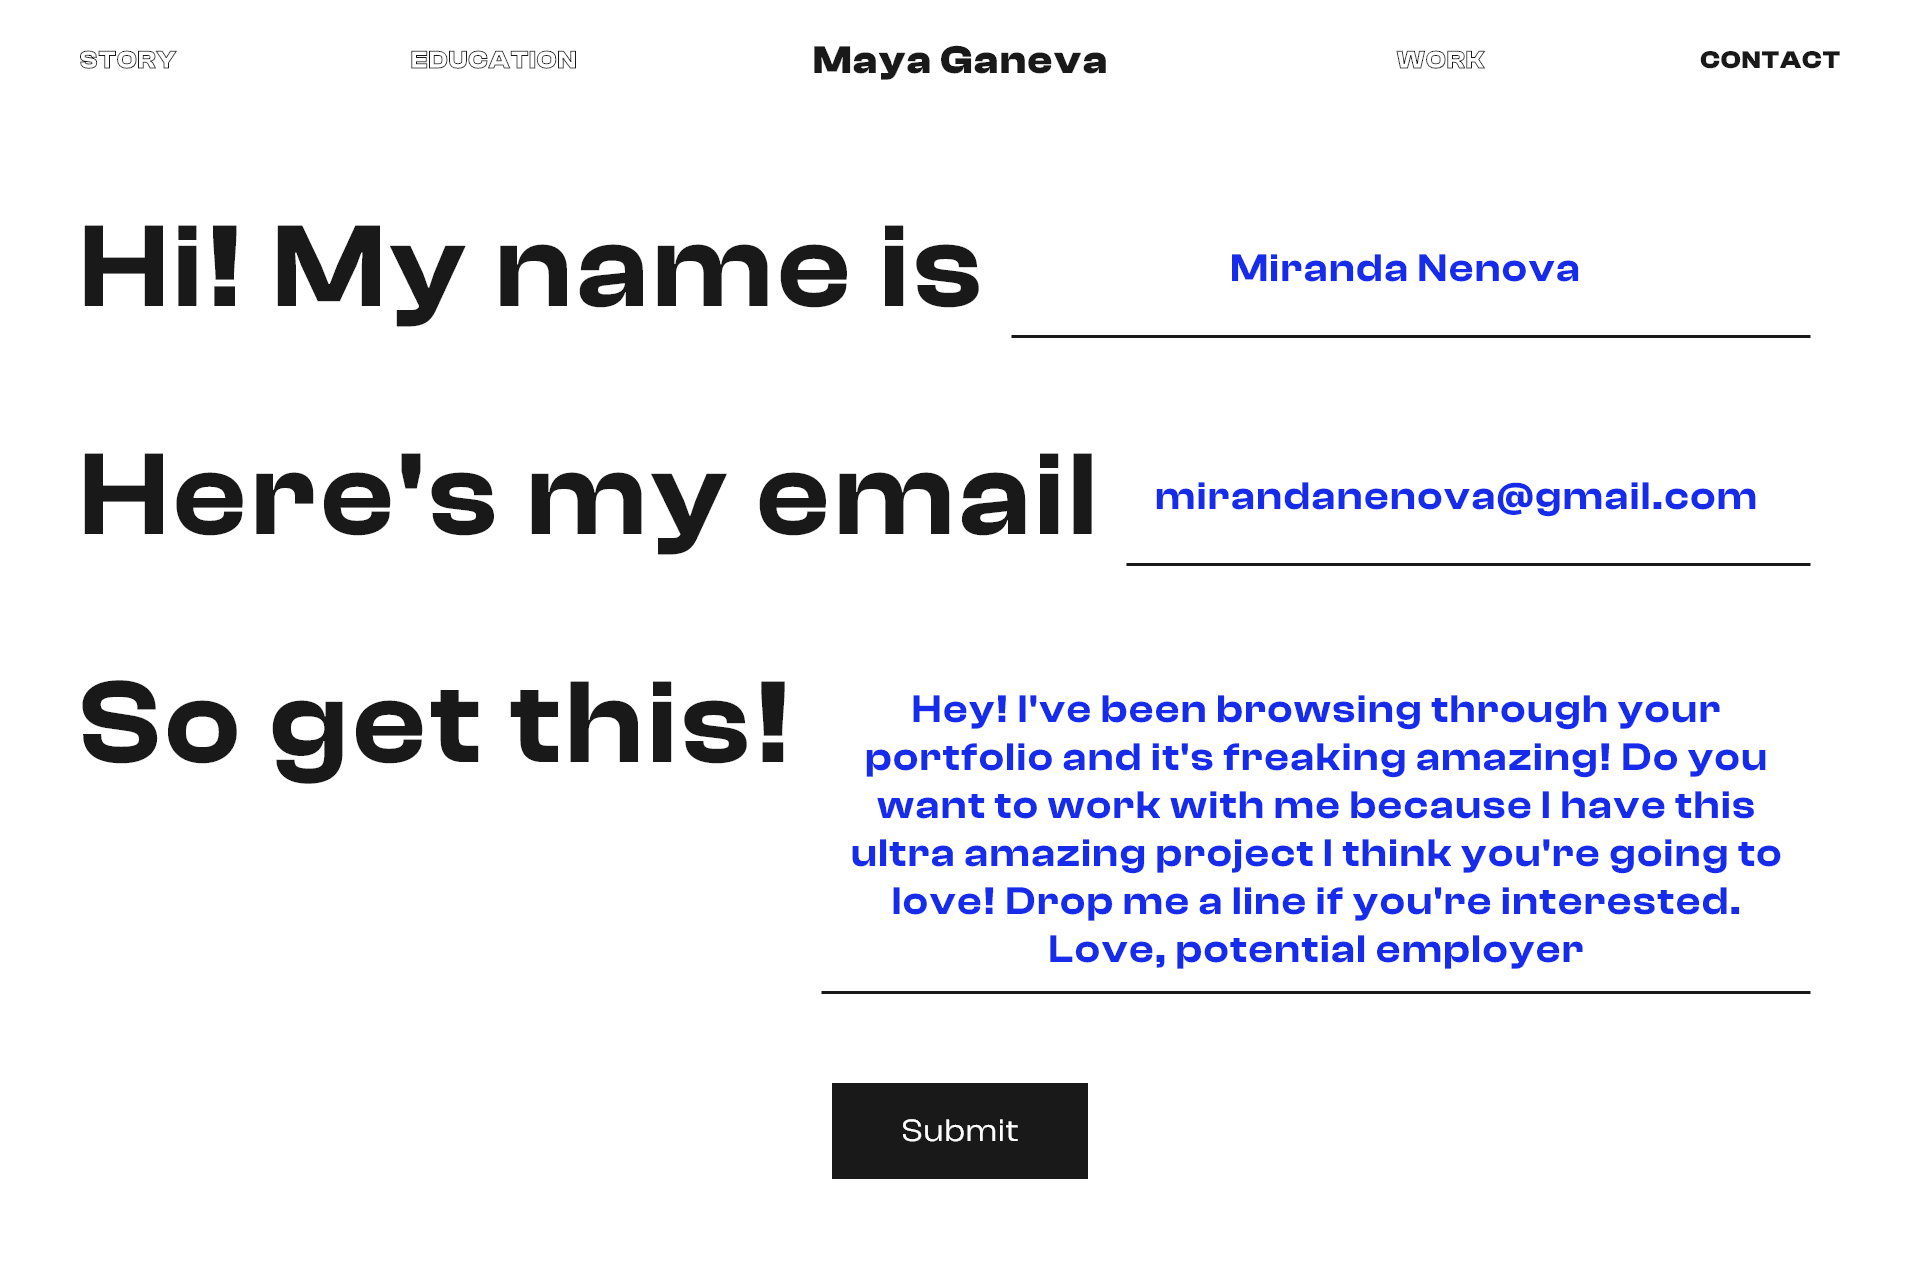 STORY EDUCATION Maya Ganeva WORK CONTACT
Hi! My name is Miranda Nenova
Here's my email mirandanenova@gmail.com
So get this!
Hey! I've been browsing through your
portfolio and it's freaking amazing! Do you
want to work with me because I have this
ultra amazing project I think you're going to
love! Drop me a line if you're interested.
Love, potential employer
Submit